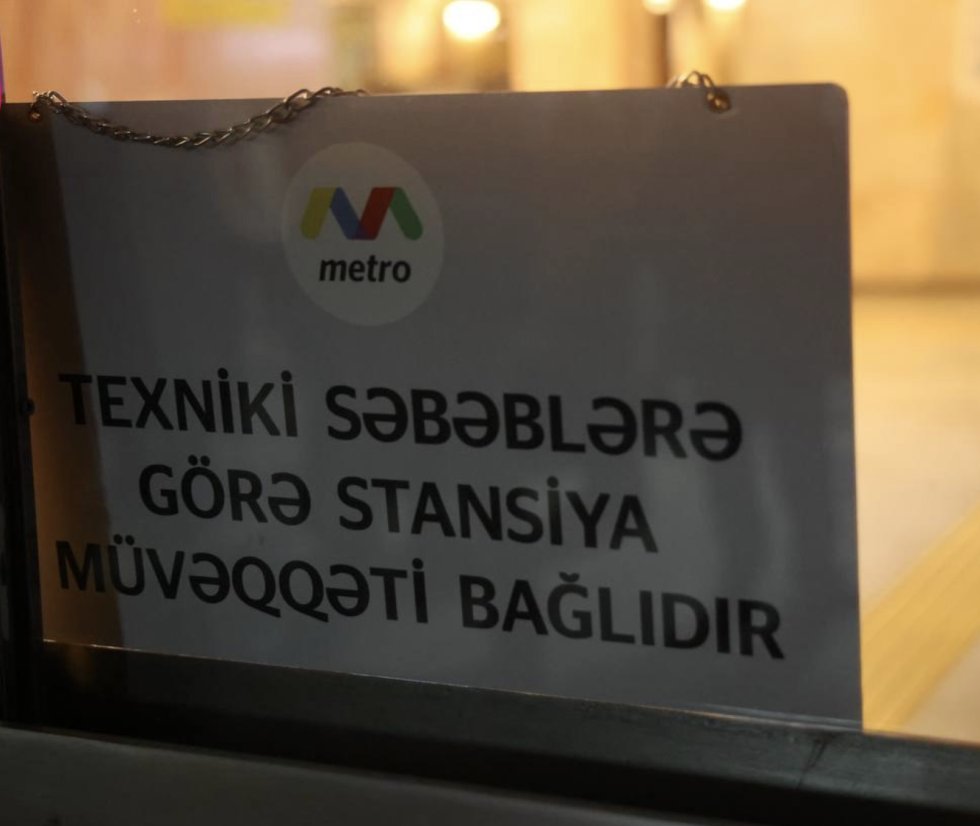 metro
TEXNİKİ SƏBƏBLƏRƏ
GÖRƏ STANSİYA
MÜVƏQQƏTİ BAĞLIDIR